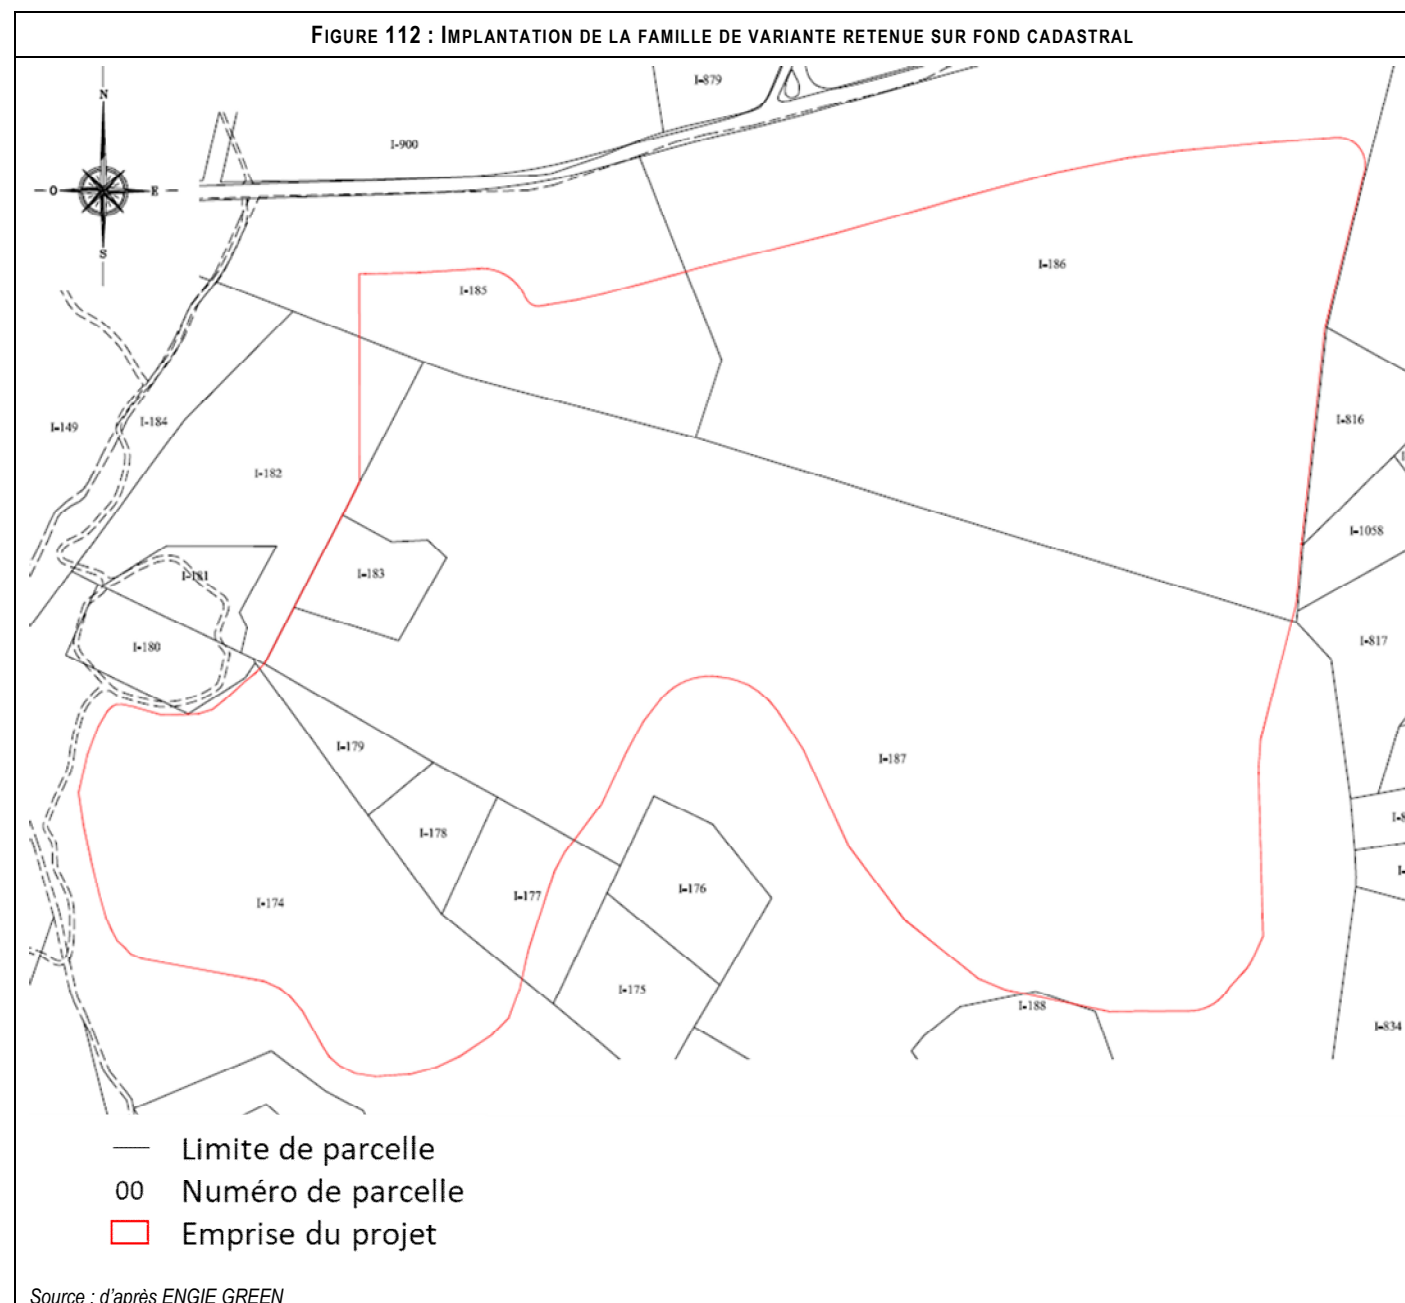 FIGURE 112 : IMPLANTATION DE LA FAMILLE DE VARIANTE RETENUE SUR FOND CADASTRAL
I-879
N
I-900
O
E
S
I-186
I-185
I-816
I-149
I-184
I-182
I-1058
I-183
I-181
I-180
I-817
I-179
I-187
I-178
I-176
I-177
I-174
I-175
I-188
I-834
Limite de parcelle
00 Numéro de parcelle
Emprise du projet
Source : d'après ENGIE GREEN